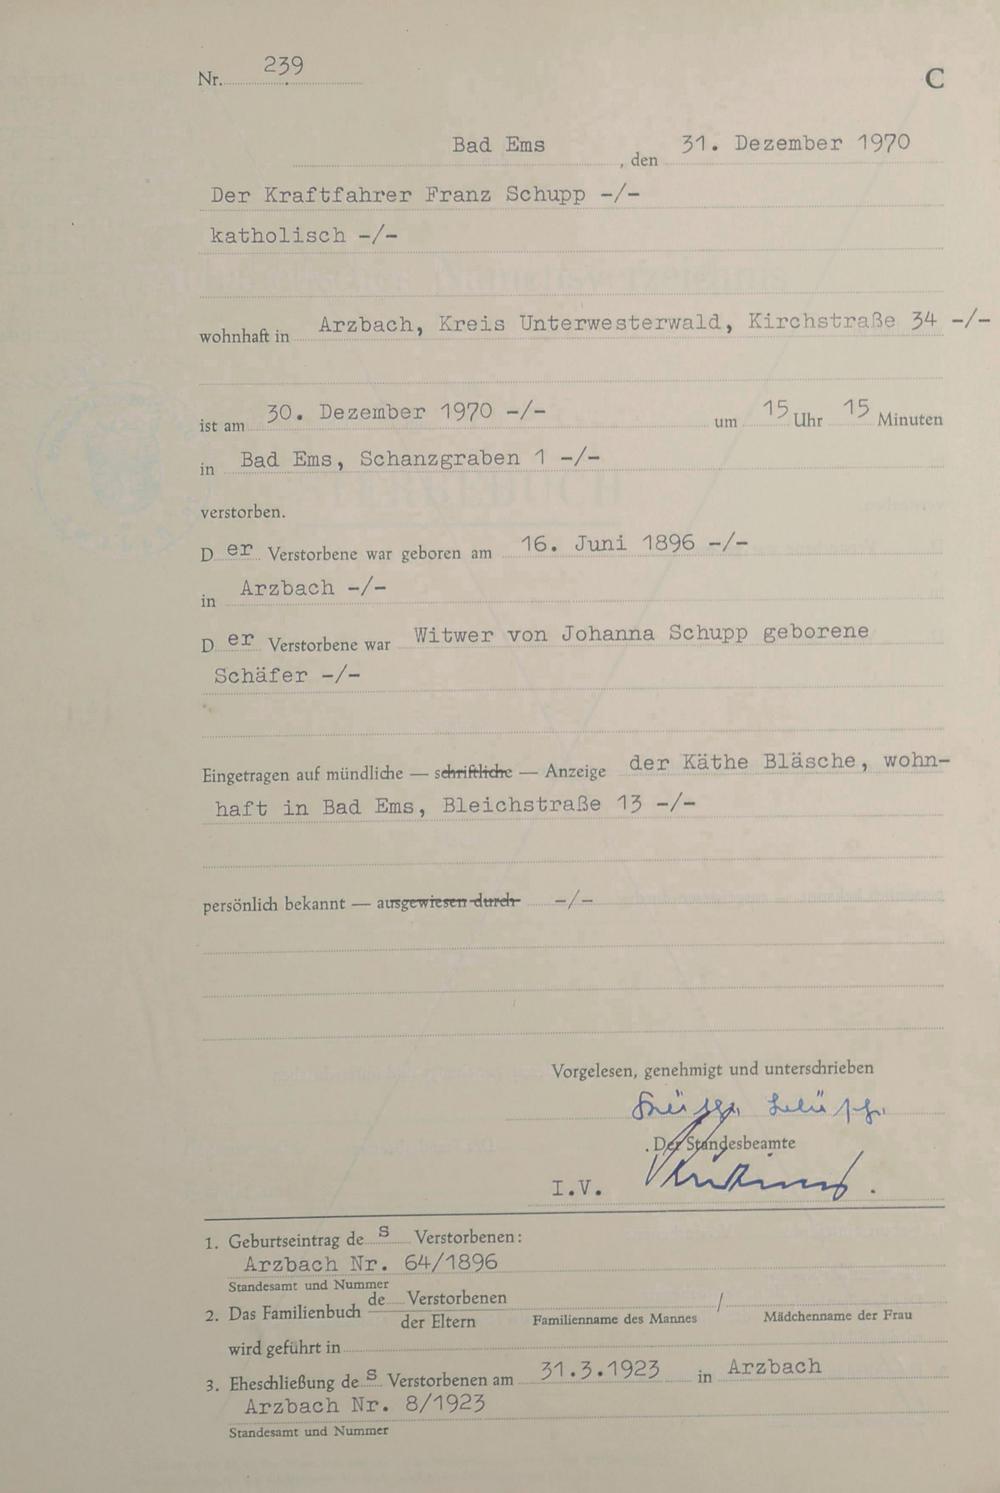 Nr. 239
C
Bad Ems, den 31. Dezember 1970
Der Kraftfahrer Franz Schupp -/-
katholisch -/-
wohnhaft in Arzbach, Kreis Unterwesterwald, Kirchstraße 34 -/-
ist am 30. Dezember 1970 -/- um 15 Uhr 15 Minuten
in Bad Ems, Schanzgraben 1 -/-
verstorben.
Der Verstorbene war geboren am 16. Juni 1896 -/-
in Arzbach -/-
Der Verstorbene war Witwer von Johanna Schupp geborene
Schäfer -/-
Eingetragen auf mündliche — schriftliche — Anzeige der Käthe Bläsche, wohn-
haft in Bad Ems, Bleichstraße 13 -/-
persönlich bekannt — ausgewiesen durch -/-
Vorgelesen, genehmigt und unterschrieben
Der Standesbeamte
I.V.
1. Geburtseintrag des Verstorbenen:
Arzbach Nr. 64/1896
Standesamt und Nummer
2. Das Familienbuch de Verstorbenen /
der Eltern Familienname des Mannes Mädchenname der Frau
wird geführt in
3. Eheschließung des Verstorbenen am 31.3.1923 in Arzbach
Arzbach Nr. 8/1923
Standesamt und Nummer